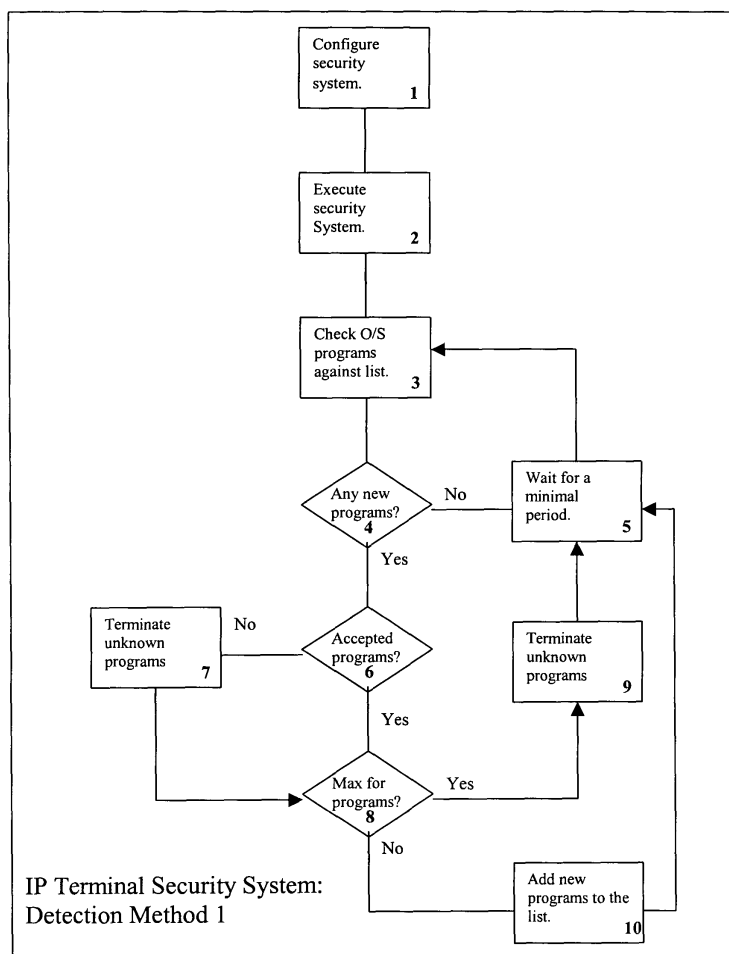 Configure
security
system.
1
Execute
security
System.
2
Check O/S
programs
against list.
3
Any new
programs?
4
No
Wait for a
minimal
period.
5
Yes
Terminate
unknown
programs
7
No
Accepted
programs?
6
Terminate
unknown
programs
9
Yes
Max for
programs?
8
Yes
No
IP Terminal Security System:
Detection Method 1
Add new
programs to the
list.
10